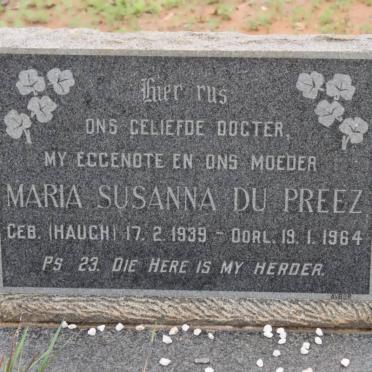 Hier rus
ONS GELIEFDE DOGTER,
MY EGGENOTE EN ONS MOEDER
MARIA SUSANNA DU PREEZ
GEB. (HAUGH) 17. 2. 1939 - OORL. 19. 1. 1964
PS 23. DIE HERE IS MY HERDER.